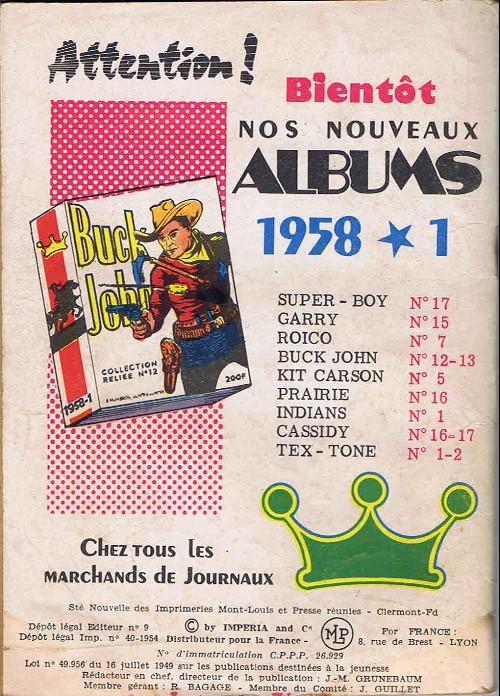 Attention!
Bientôt
NOS NOUVEAUX
ALBUMS
1958 ★ 1
Buck
John
COLLECTION
RELIEE N°12
200F
1958-1
SUPER - BOY N° 17
GARRY N° 15
ROICO N° 7
BUCK JOHN N° 12-13
KIT CARSON N° 5
PRAIRIE N° 16
INDIANS N° 1
CASSIDY N° 16-17
TEX - TONE N° 1-2
CHEZ TOUS LES
MARCHANDS DE JOURNAUX
Sté Nouvelle des Imprimeries Mont-Louis et Presse réunies - Clermont-Fd
Dépôt légal Editeur n° 9 © by IMPERIA and C° MLP For FRANCE :
Dépôt légal Imp. n° 40-1954 Distributeur pour la France - 8, rue de Brest - LYON
N° d'immatriculation C.P.P.P. 26.929
Loi n° 49.956 du 16 juillet 1949 sur les publications destinées à la jeunesse
Rédacteur en chef, directeur de la publication : J.-M. GRUNEBAUM
Membre gérant : R. BAGAGE - Membre du Comité : J. GUILLET